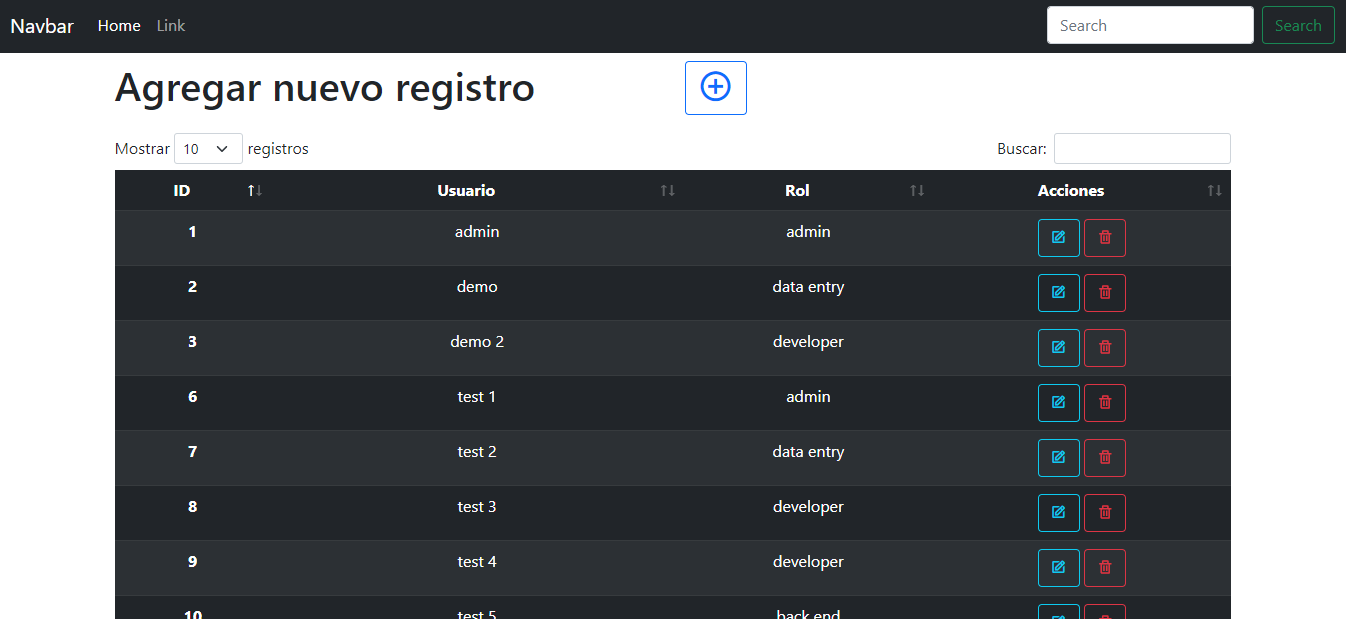 Navbar Home Link Search Search
Agregar nuevo registro
Mostrar 10 registros Buscar:
ID Usuario Rol Acciones
1 admin admin
2 demo data entry
3 demo 2 developer
6 test 1 admin
7 test 2 data entry
8 test 3 developer
9 test 4 developer
10 test 5 back end